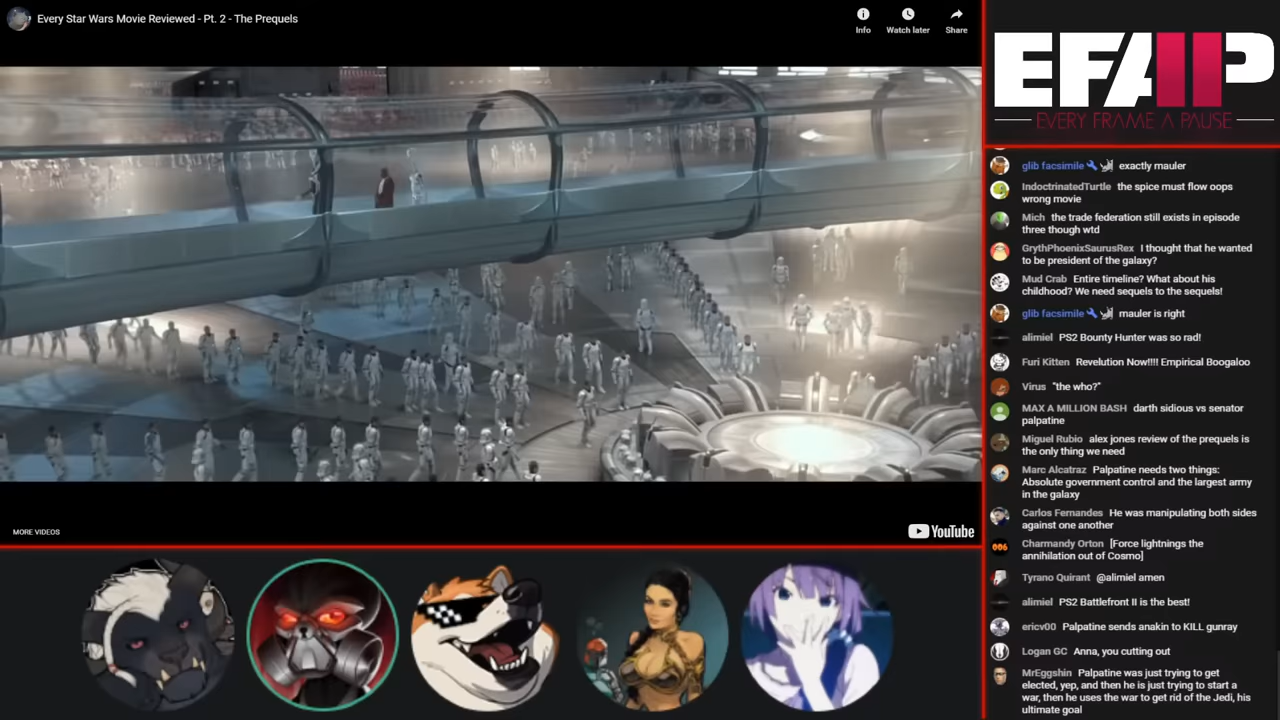 Every Star Wars Movie Reviewed - Pt. 2 - The Prequels
Info
Watch later
Share
MORE VIDEOS
YouTube
EFAP
EVERY FRAME A PAUSE
glib facsimile exactly mauler
IndoctrinatedTurtle the spice must flow oops
wrong movie
Mich the trade federation still exists in episode
three though wtd
GrythPhoenixSaurusRex I thought that he wanted
to be president of the galaxy?
Mud Crab Entire timeline? What about his
childhood? We need sequels to the sequels!
glib facsimile mauler is right
alimiel PS2 Bounty Hunter was so rad!
Furi Kitten Revelution Now!!!! Empirical Boogaloo
Virus "the who?"
MAX A MILLION BASH darth sidious vs senator
palpatine
Miguel Rubio alex jones review of the prequels is
the only thing we need
Marc Alcatraz Palpatine needs two things:
Absolute government control and the largest army
in the galaxy
Carlos Fernandes He was manipulating both sides
against one another
006
Charmandy Orton [Force lightnings the
annihilation out of Cosmo]
Tyrano Quirant @alimiel amen
alimiel PS2 Battlefront II is the best!
ericv00 Palpatine sends anakin to KILL gunray
Logan GC Anna, you cutting out
MrEggshin Palpatine was just trying to get
elected, yep, and then he is just trying to start a
war, then he uses the war to get rid of the Jedi, his
ultimate goal